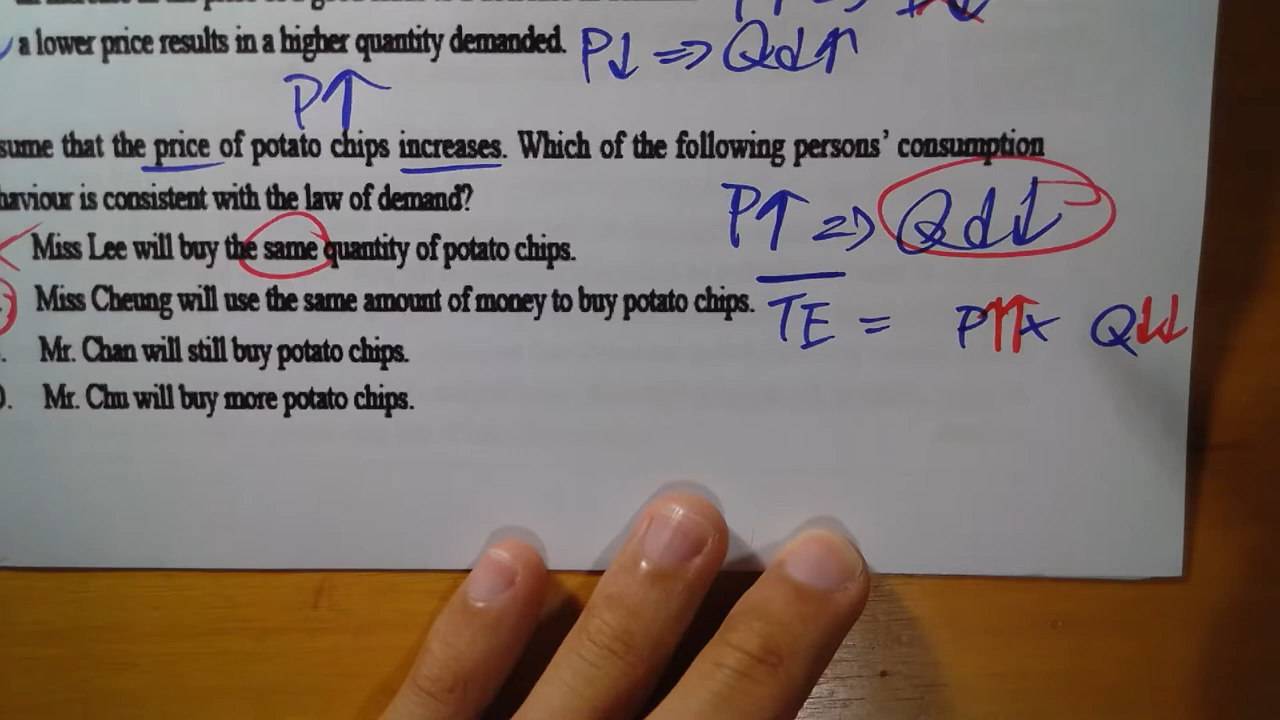 a lower price results in a higher quantity demanded. P↓ ⇒ Qd↑
P↑
sume that the price of potato chips increases. Which of the following persons' consumption
haviour is consistent with the law of demand?
P↑ ⇒ Qd↓
Miss Lee will buy the same quantity of potato chips.
Miss Cheung will use the same amount of money to buy potato chips.
TE = P↑↑ x Q↓↓
Mr. Chan will still buy potato chips.
D. Mr. Chu will buy more potato chips.